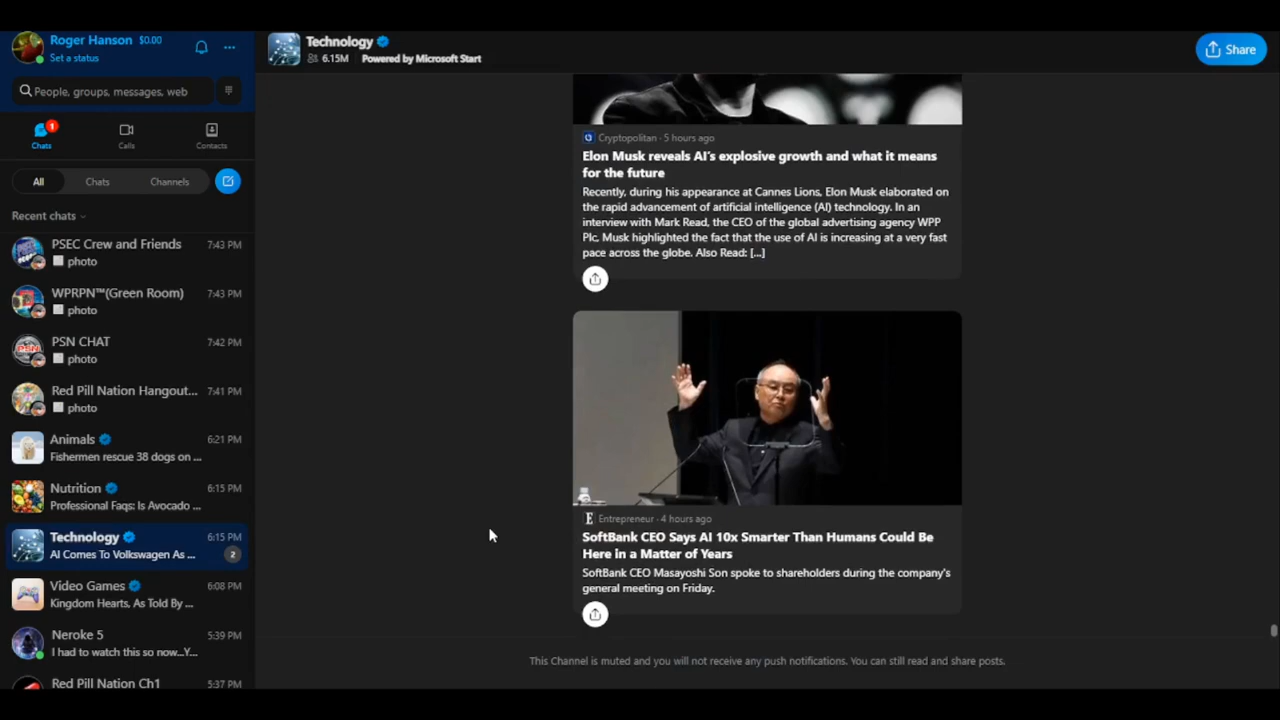 Roger Hanson $0.00
Set a status
People, groups, messages, web
1
Chats
Calls
Contacts
All
Chats
Channels
Recent chats
PSEC Crew and Friends 7:43 PM
photo
WPRPN™(Green Room) 7:43 PM
photo
PSN CHAT 7:42 PM
photo
Red Pill Nation Hangout... 7:41 PM
photo
Animals 6:21 PM
Fishermen rescue 38 dogs on ...
Nutrition 6:15 PM
Professional Faqs: Is Avocado ...
Technology 6:15 PM
AI Comes To Volkswagen As ... 2
Video Games 6:08 PM
Kingdom Hearts, As Told By ...
Neroke 5 5:39 PM
I had to watch this so now...Y...
Red Pill Nation Ch1 5:37 PM
Technology
6.15M Powered by Microsoft Start
Share
Cryptopolitan · 5 hours ago
Elon Musk reveals AI's explosive growth and what it means
for the future
Recently, during his appearance at Cannes Lions, Elon Musk elaborated on
the rapid advancement of artificial intelligence (AI) technology. In an
interview with Mark Read, the CEO of the global advertising agency WPP
Plc, Musk highlighted the fact that the use of AI is increasing at a very fast
pace across the globe. Also Read: [...]
E Entrepreneur · 4 hours ago
SoftBank CEO Says AI 10x Smarter Than Humans Could Be
Here in a Matter of Years
SoftBank CEO Masayoshi Son spoke to shareholders during the company's
general meeting on Friday.
This Channel is muted and you will not receive any push notifications. You can still read and share posts.